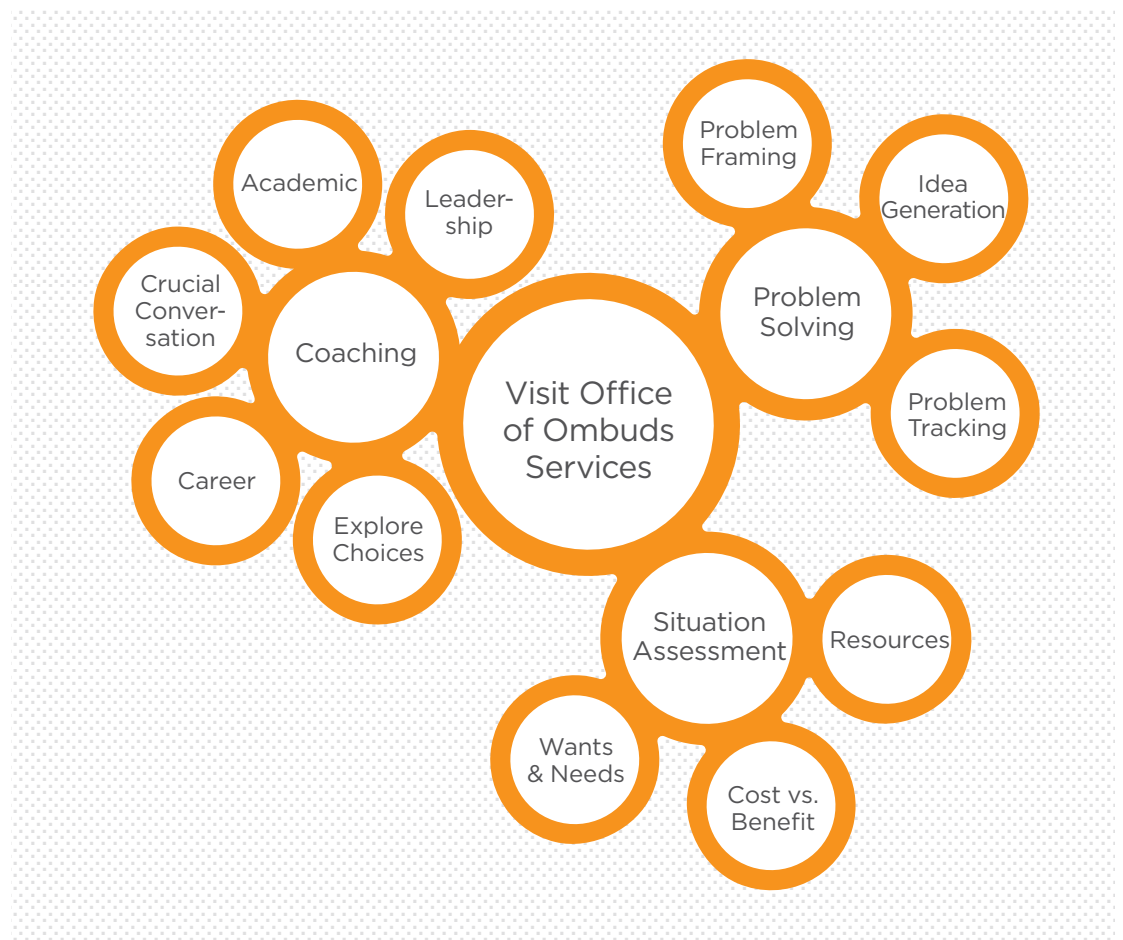 Visit Office
of Ombuds
Services
Coaching
Academic
Leader-
ship
Crucial
Conver-
sation
Career
Explore
Choices
Problem
Solving
Problem
Framing
Idea
Generation
Problem
Tracking
Situation
Assessment
Resources
Wants
& Needs
Cost vs.
Benefit